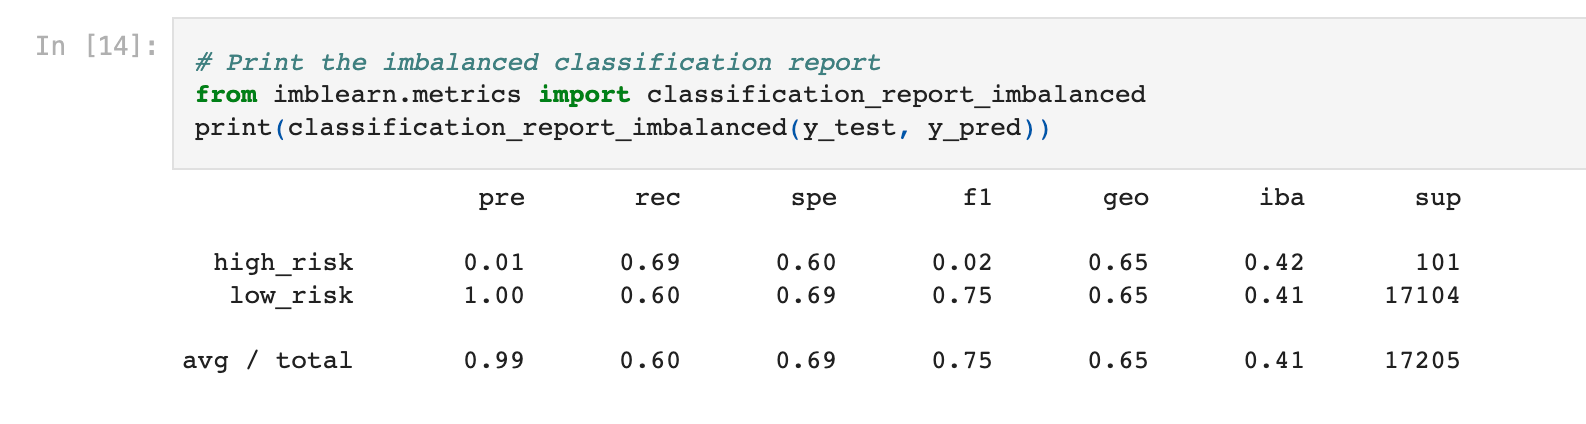 In [14]:
# Print the imbalanced classification report
from imblearn.metrics import classification_report_imbalanced
print(classification_report_imbalanced(y_test, y_pred))
pre rec spe f1 geo iba sup
high_risk 0.01 0.69 0.60 0.02 0.65 0.42 101
low_risk 1.00 0.60 0.69 0.75 0.65 0.41 17104
avg / total 0.99 0.60 0.69 0.75 0.65 0.41 17205